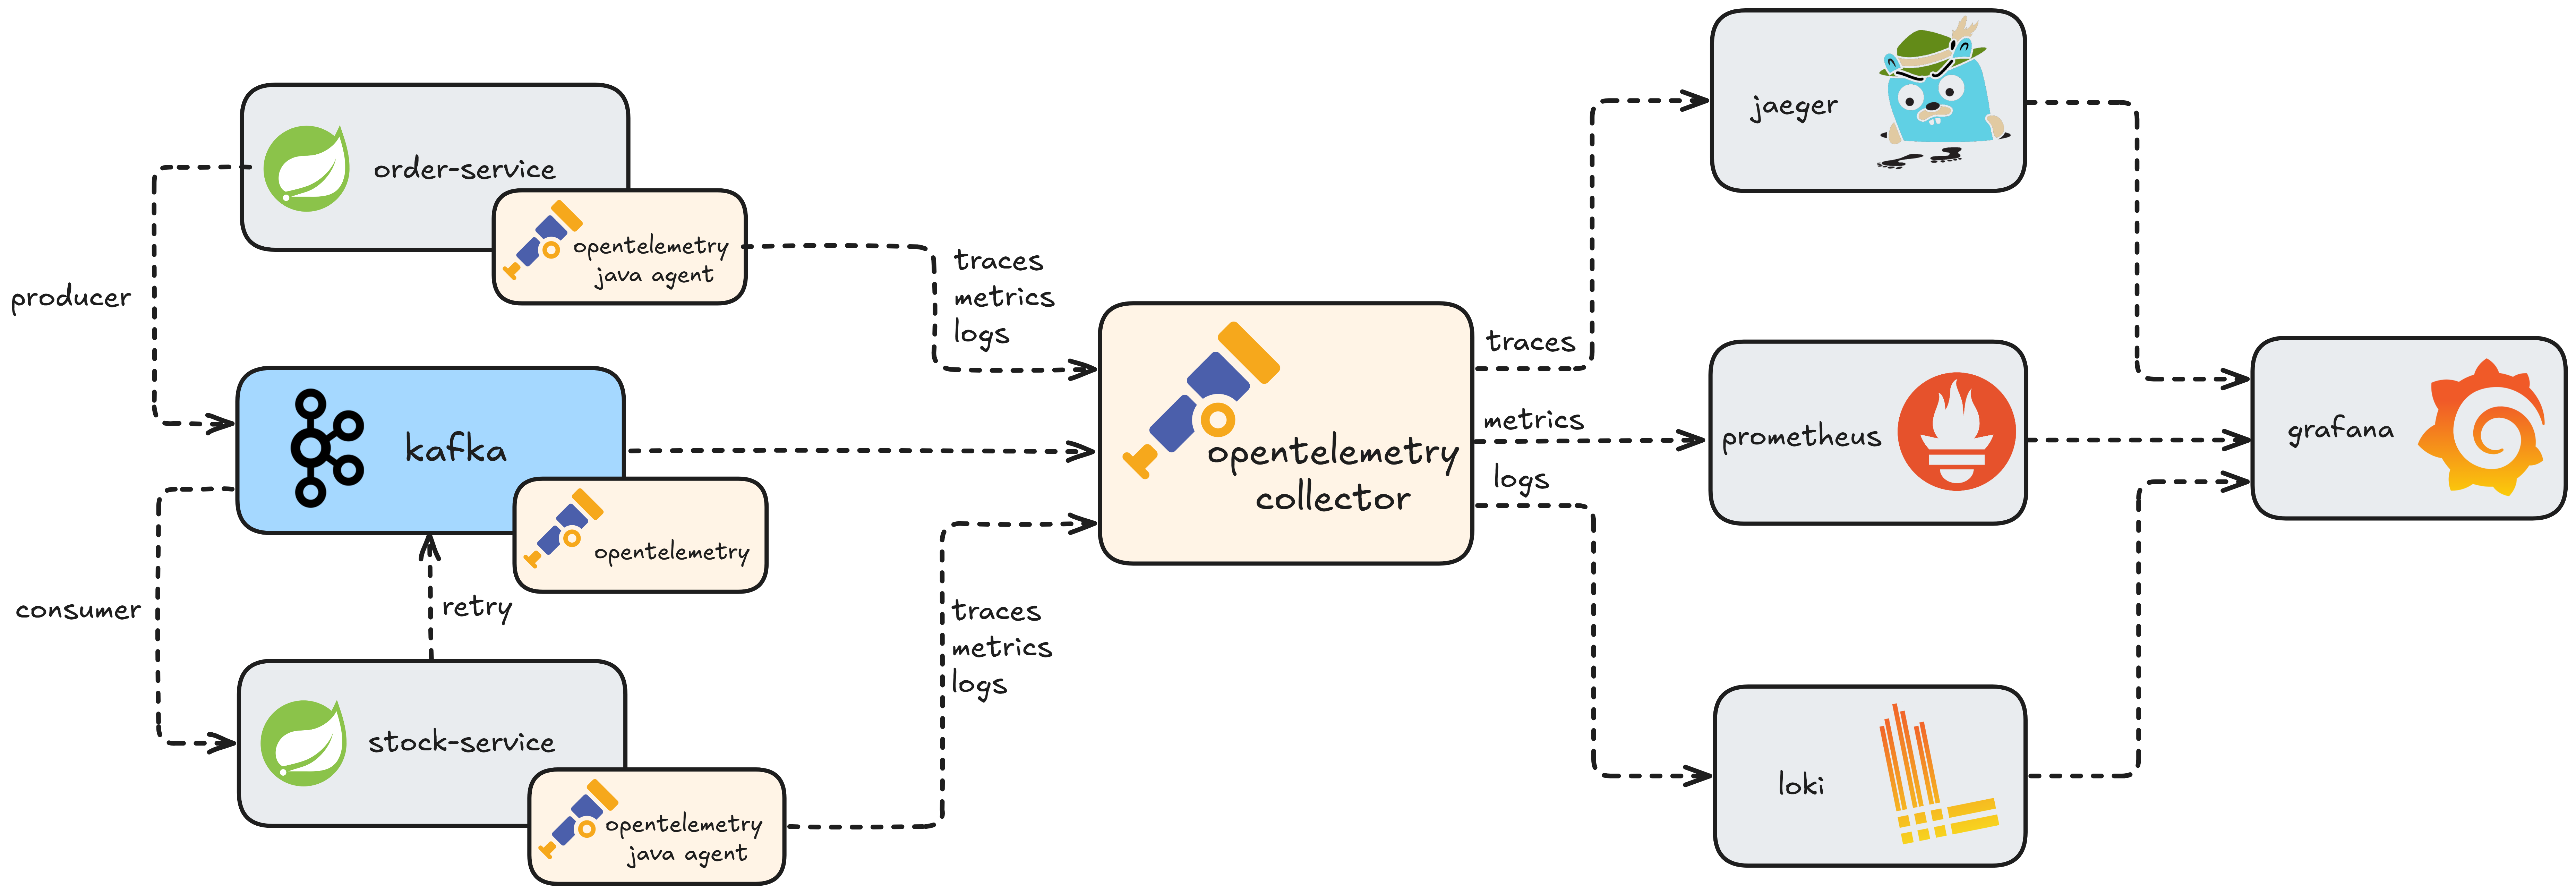 order-service
opentelemetry
java agent
producer
traces
metrics
logs
kafka
opentelemetry
consumer
retry
stock-service
opentelemetry
java agent
traces
metrics
logs
opentelemetry
collector
traces
metrics
logs
jaeger
prometheus
loki
grafana